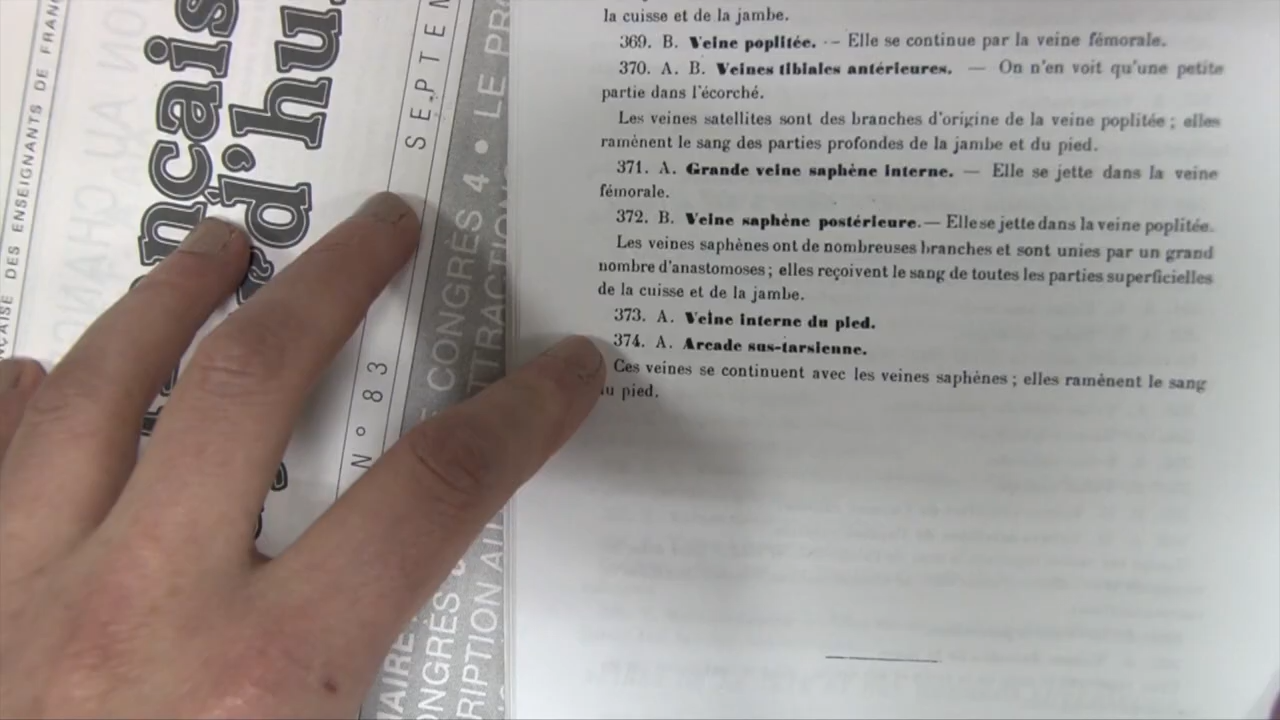 la cuisse et de la jambe.
369. B. Veine poplitée. -- Elle se continue par la veine fémorale.
370. A. B. Veines tibiales antérieures. — On n'en voit qu'une petite
partie dans l'écorché.
Les veines satellites sont des branches d'origine de la veine poplitée ; elles
ramènent le sang des parties profondes de la jambe et du pied.
371. A. Grande veine saphène interne. — Elle se jette dans la veine
fémorale.
372. B. Veine saphène postérieure. — Elle se jette dans la veine poplitée.
Les veines saphènes ont de nombreuses branches et sont unies par un grand
nombre d'anastomoses ; elles reçoivent le sang de toutes les parties superficielles
de la cuisse et de la jambe.
373. A. Veine interne du pied.
374. A. Arcade sus-tarsienne.
Ces veines se continuent avec les veines saphènes ; elles ramènent le sang
du pied.
DES ENSEIGNANTS DE FRAN
nçais
d'hu
SEPTEM
N° 83
CONGRÈS 4 • LE PR
TTRACTION
CONGRÈS
RIPTION